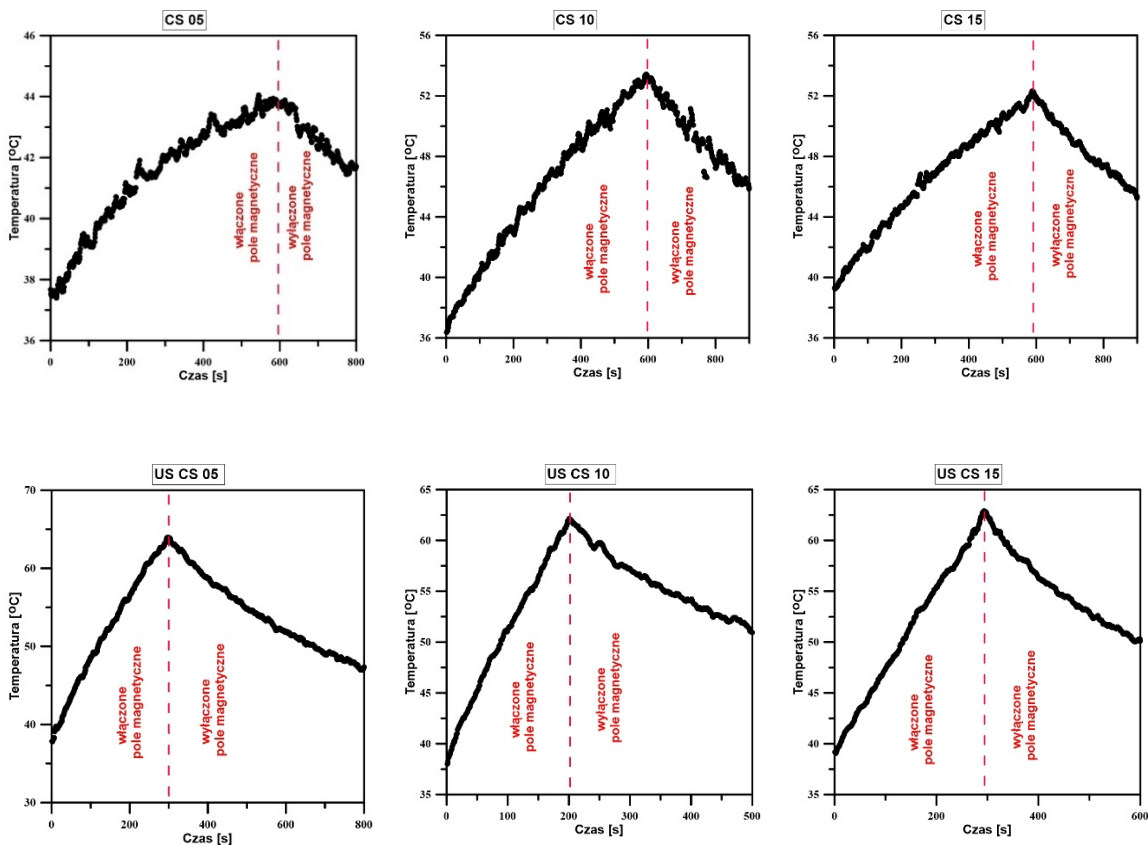 CS 05
46
44
42
40
38
36
Temperatura [°C]
włączone
pole magnetyczne
wyłączone
pole magnetyczne
0
200
400
600
800
Czas [s]
CS 10
56
52
48
44
40
36
Temperatura [°C]
włączone
pole magnetyczne
wyłączone
pole magnetyczne
0
200
400
600
800
Czas [s]
CS 15
56
52
48
44
40
36
Temperatura [°C]
włączone
pole magnetyczne
wyłączone
pole magnetyczne
0
200
400
600
800
Czas [s]
US CS 05
70
60
50
40
30
Temperatura [°C]
włączone
pole magnetyczne
wyłączone
pole magnetyczne
0
200
400
600
800
Czas [s]
US CS 10
65
60
55
50
45
40
35
Temperatura [°C]
włączone
pole magnetyczne
wyłączone
pole magnetyczne
0
100
200
300
400
500
Czas [s]
US CS 15
65
60
55
50
45
40
35
Temperatura [°C]
włączone
pole magnetyczne
wyłączone
pole magnetyczne
0
200
400
600
Czas [s]